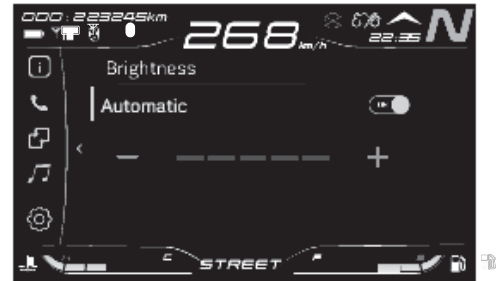 000:223245km
268 km/h
22:35 N
Brightness
Automatic
C STREET F